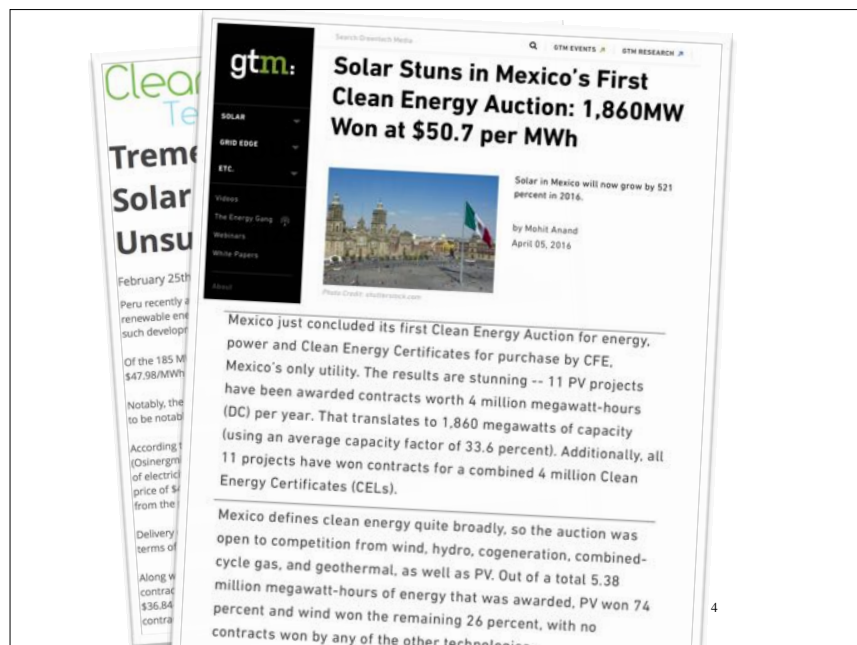 Clea
Te
Treme
Solar
Unsu
February 25th
Peru recently a
renewable ene
such develop
Of the 185 M
$47.98/MWh
Notably, the
to be notab
According t
(Osinergm
of electrici
price of $4
from the
Delivery
terms of
Along w
contrac
$36.84
contra
gtm:
SOLAR
GRID EDGE
ETC.
Videos
The Energy Gang
Webinars
White Papers
About
Search Greentech Media
GTM EVENTS
GTM RESEARCH
Solar Stuns in Mexico's First
Clean Energy Auction: 1,860MW
Won at $50.7 per MWh
Solar in Mexico will now grow by 521
percent in 2016.
by Mohit Anand
April 05, 2016
Photo Credit: shutterstock.com
Mexico just concluded its first Clean Energy Auction for energy,
power and Clean Energy Certificates for purchase by CFE,
Mexico's only utility. The results are stunning -- 11 PV projects
have been awarded contracts worth 4 million megawatt-hours
(DC) per year. That translates to 1,860 megawatts of capacity
(using an average capacity factor of 33.6 percent). Additionally, all
11 projects have won contracts for a combined 4 million Clean
Energy Certificates (CELs).
Mexico defines clean energy quite broadly, so the auction was
open to competition from wind, hydro, cogeneration, combined-
cycle gas, and geothermal, as well as PV. Out of a total 5.38
million megawatt-hours of energy that was awarded, PV won 74
percent and wind won the remaining 26 percent, with no
contracts won by any of the other
4